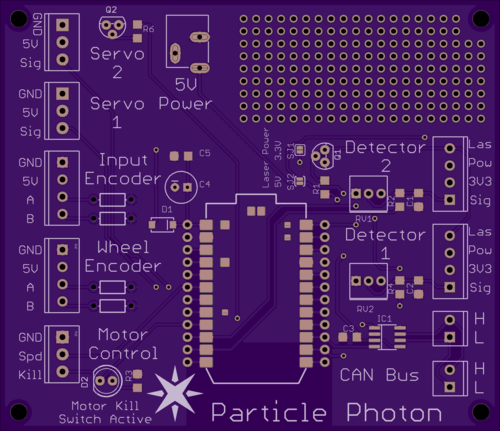 GND
5V
Sig
Servo
2
Q2
R6
5V
Power
GND
5V
Sig
Servo
1
GND
5V
A
B
Input
Encoder
C5
C4
D1
Laser Power
5V 3.3V
SJ1
SJ2
Q1
R1
Detector
2
Las
Pow
3V3
Sig
RV1
R2
C1
GND
5V
A
B
Wheel
Encoder
Detector
1
Las
Pow
3V3
Sig
RV2
R4
C2
GND
Spd
Kill
Motor
Control
D2
R3
Motor Kill
Switch Active
C3
IC1
CAN Bus
H
L
H
L
Particle Photon